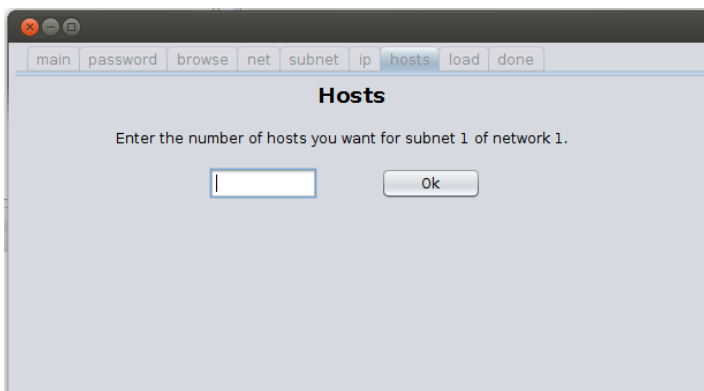 main password browse net subnet ip hosts load done
Hosts
Enter the number of hosts you want for subnet 1 of network 1.
Ok